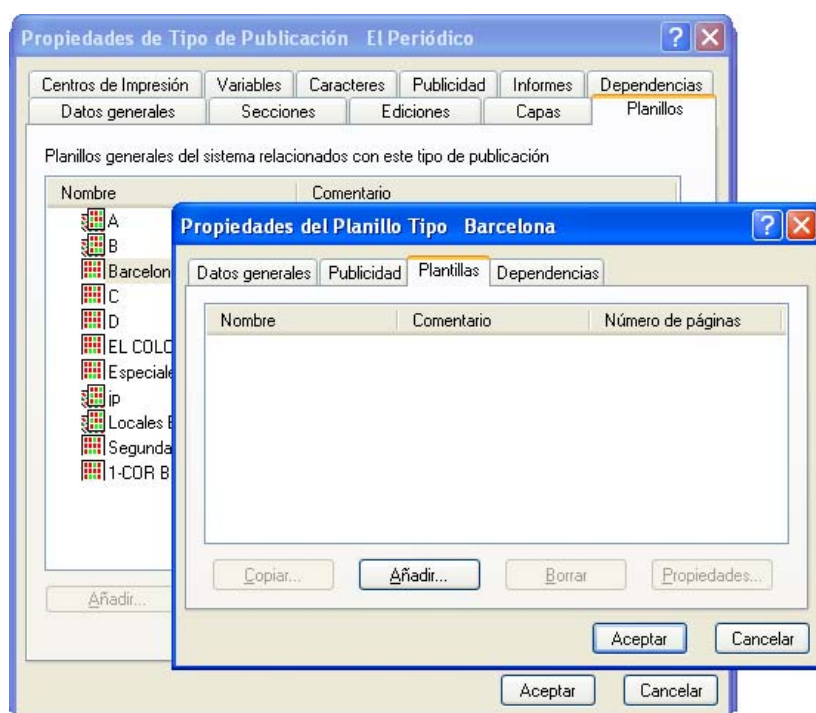 Propiedades de Tipo de Publicación El Periódico
Centros de Impresión Variables Caracteres Publicidad Informes Dependencias
Datos generales Secciones Ediciones Capas Planillos
Planillos generales del sistema relacionados con este tipo de publicación
Nombre Comentario
A
B
Barcelon
C
D
EL COLO
Especiale
ip
Locales
Segunda
1-COR B
Añadir...
Aceptar Cancelar
Propiedades del Planillo Tipo Barcelona
Datos generales Publicidad Plantillas Dependencias
Nombre Comentario Número de páginas
Copiar... Añadir... Borrar Propiedades...
Aceptar Cancelar